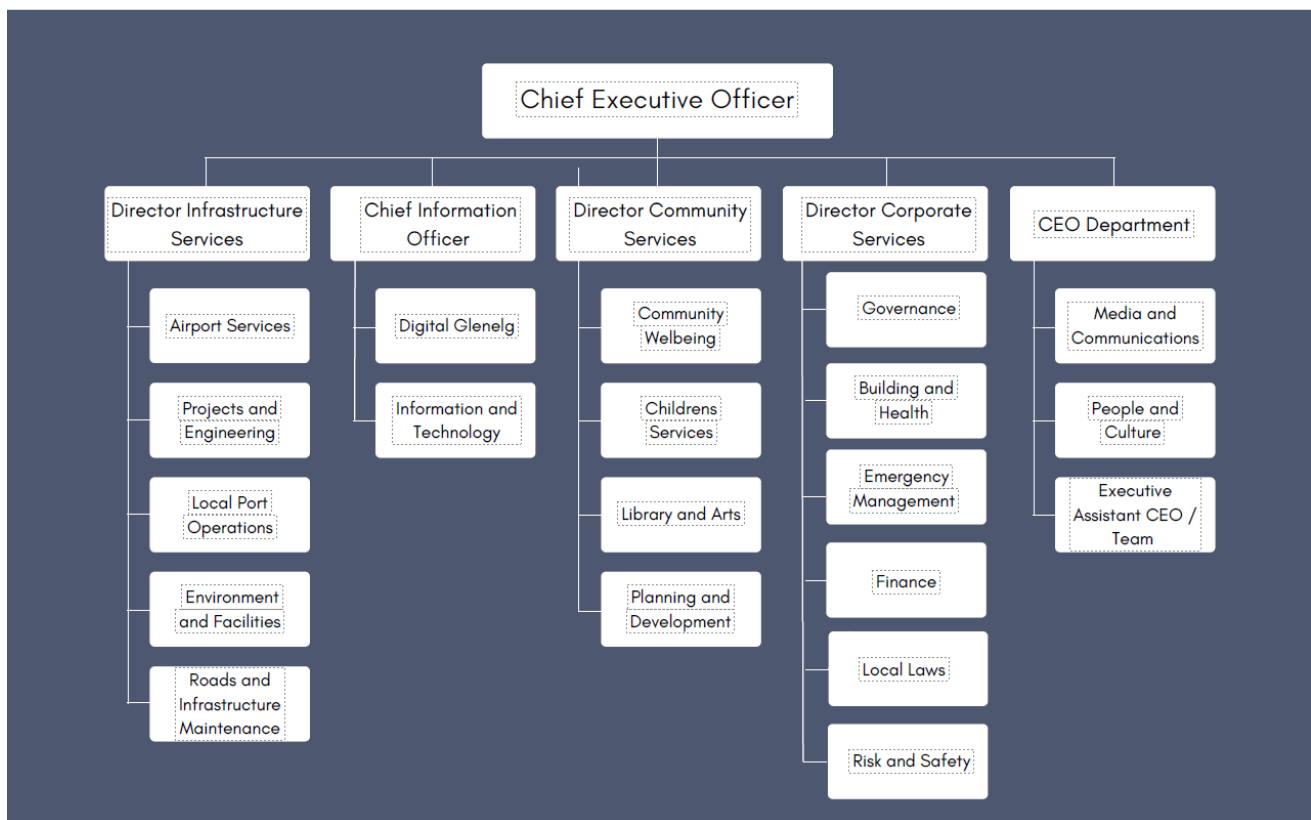 Chief Executive Officer
Director Infrastructure
Services
Chief Information
Officer
Director Community
Services
Director Corporate
Services
CEO Department
Airport Services
Projects and
Engineering
Local Port
Operations
Environment
and Facilities
Roads and
Infrastructure
Maintenance
Digital Glenelg
Information and
Technology
Community
Welbeing
Childrens
Services
Library and Arts
Planning and
Development
Governance
Building and
Health
Emergency
Management
Finance
Local Laws
Risk and Safety
Media and
Communications
People and
Culture
Executive
Assistant CEO /
Team